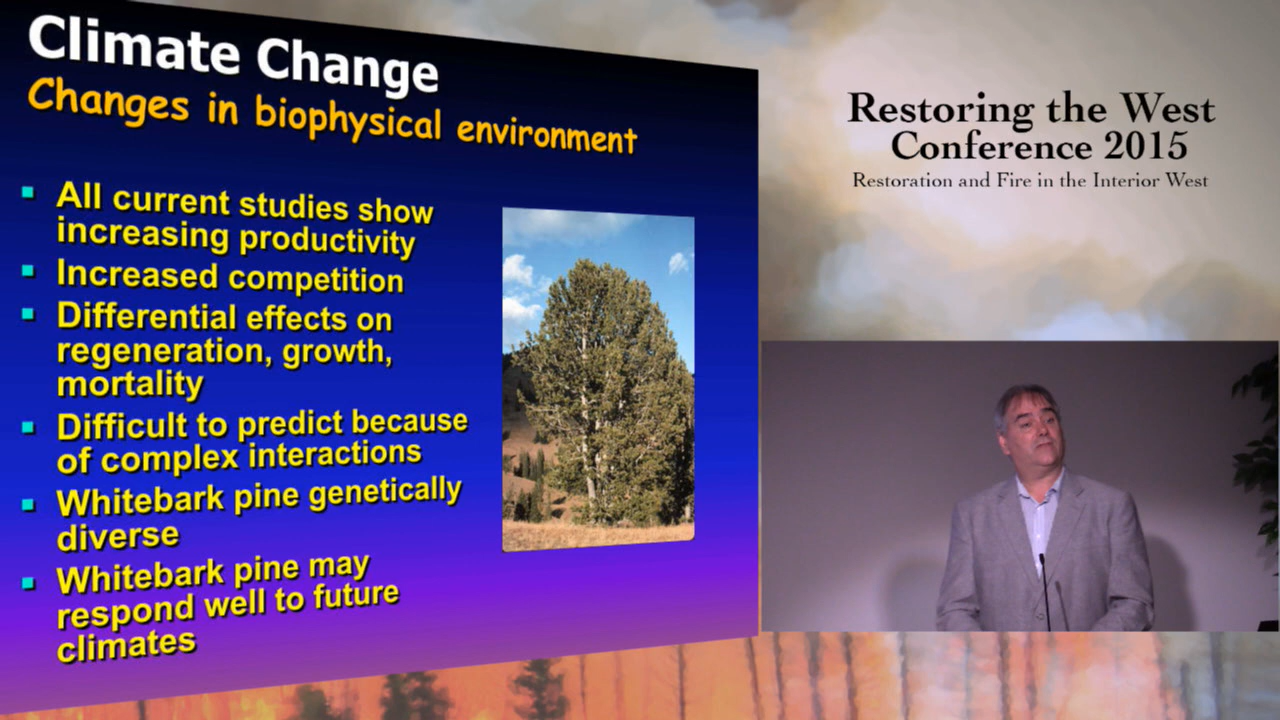 Climate Change
Changes in biophysical environment
All current studies show
increasing productivity
Increased competition
Differential effects on
regeneration, growth,
mortality
Difficult to predict because
of complex interactions
Whitebark pine genetically
diverse
Whitebark pine may
respond well to future
climates
Restoring the West
Conference 2015
Restoration and Fire in the Interior West